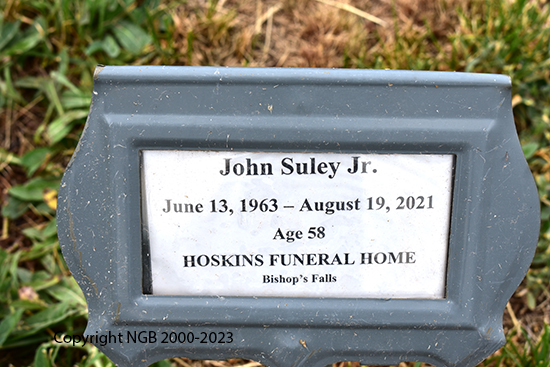 John Suley Jr.
June 13, 1963 – August 19, 2021
Age 58
HOSKINS FUNERAL HOME
Bishop's Falls
Copyright NGB 2000-2023